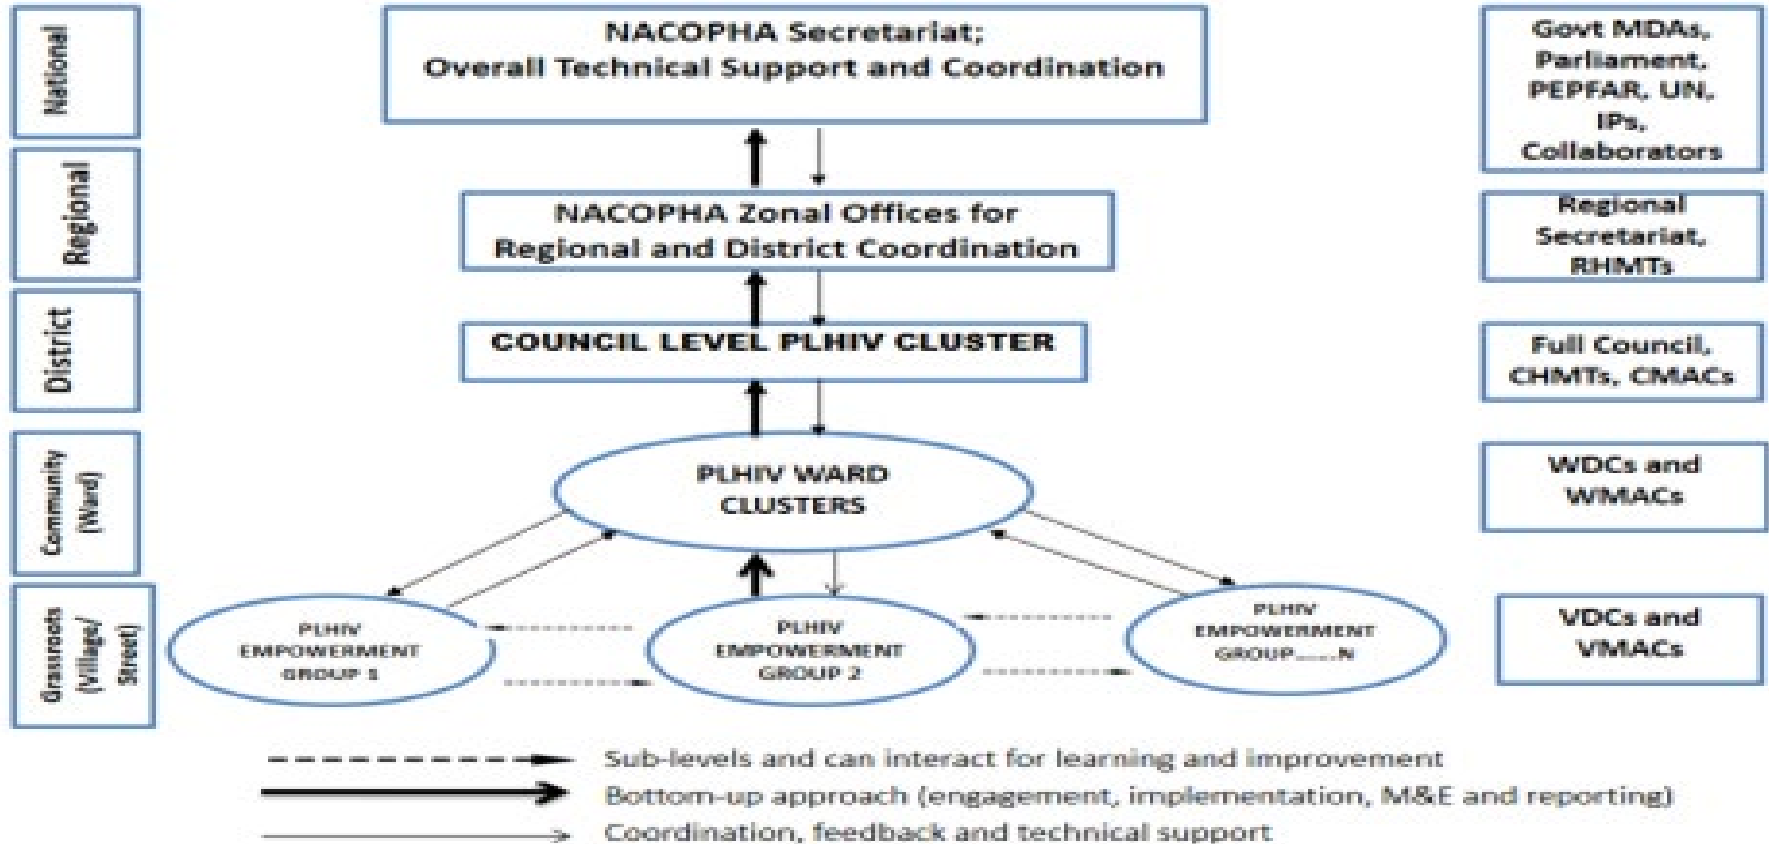 National
NACOPHA Secretariat;
Overall Technical Support and Coordination
Govt MDAs,
Parliament,
PEPFAR, UN,
IPs,
Collaborators
Regional
NACOPHA Zonal Offices for
Regional and District Coordination
Regional
Secretariat,
RHMTs
District
COUNCIL LEVEL PLHIV CLUSTER
Full Council,
CHMTs, CMACs
Community
(Ward)
PLHIV WARD
CLUSTERS
WDCs and
WMACs
Grassroots
(Village/
Street)
PLHIV
EMPOWERMENT
GROUP 1
PLHIV
EMPOWERMENT
GROUP 2
PLHIV
EMPOWERMENT
GROUP.......N
VDCs and
VMACs
Sub-levels and can interact for learning and improvement
Bottom-up approach (engagement, implementation, M&E and reporting)
Coordination, feedback and technical support